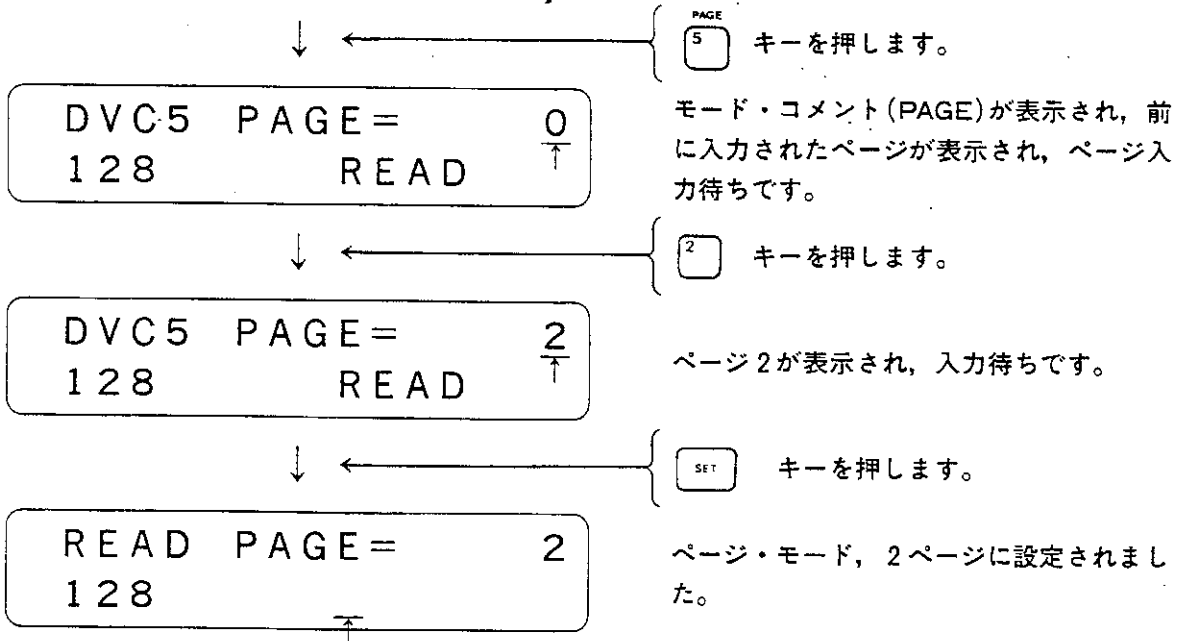 PAGE
5 キーを押します。
DVC5 PAGE= 0
128 READ
モード・コメント(PAGE)が表示され，前
に入力されたページが表示され，ページ入
力待ちです。
2 キーを押します。
DVC5 PAGE= 2
128 READ
ページ2が表示され，入力待ちです。
SET キーを押します。
READ PAGE= 2
128
ページ・モード，2ページに設定されまし
た。